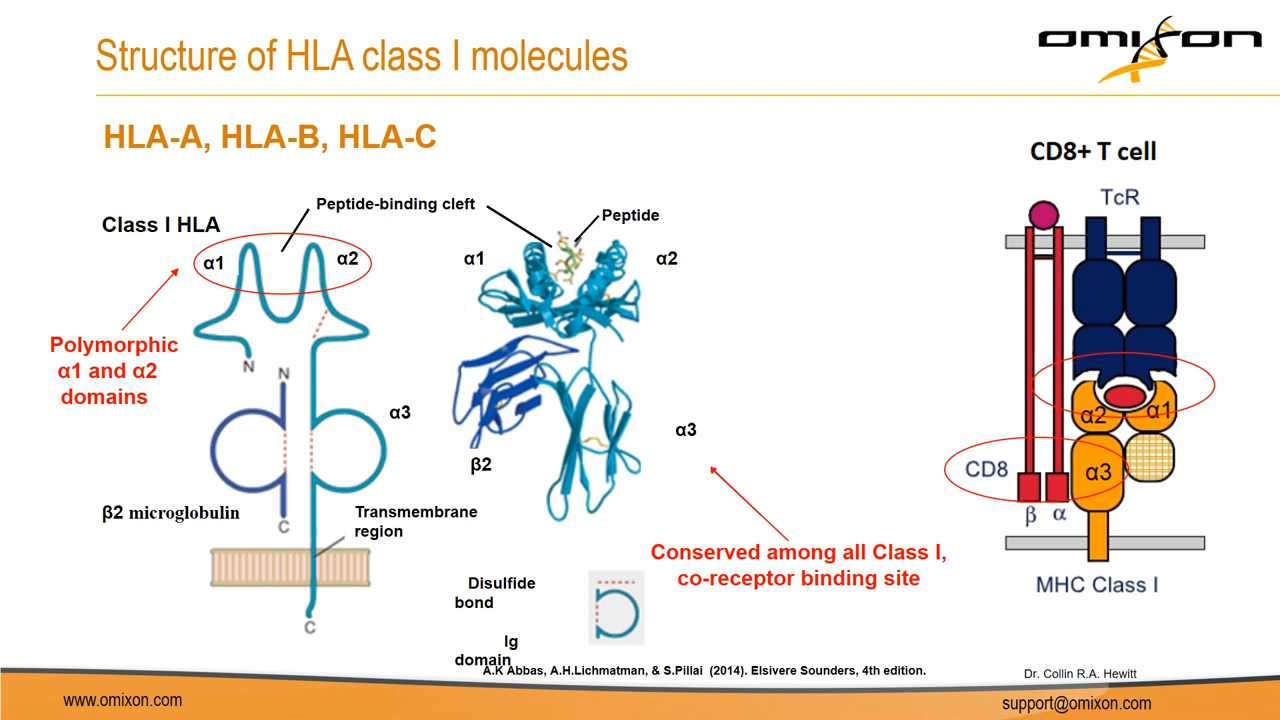 Structure of HLA class I molecules
omixon
HLA-A, HLA-B, HLA-C
CD8+ T cell
Class I HLA
Peptide-binding cleft
Peptide
TcR
α1
α2
α1
α2
Polymorphic
α1 and α2
domains
N
N
α3
α3
β2
β2 microglobulin
C
Transmembrane
region
C
Conserved among all Class I,
co-receptor binding site
Disulfide
bond
Ig
domain
α2
α1
CD8
α3
β
α
MHC Class I
A.K Abbas, A.H.Lichmatman, & S.Pillai (2014). Elsivere Sounders, 4th edition.
Dr. Collin R.A. Hewitt
www.omixon.com
support@omixon.com